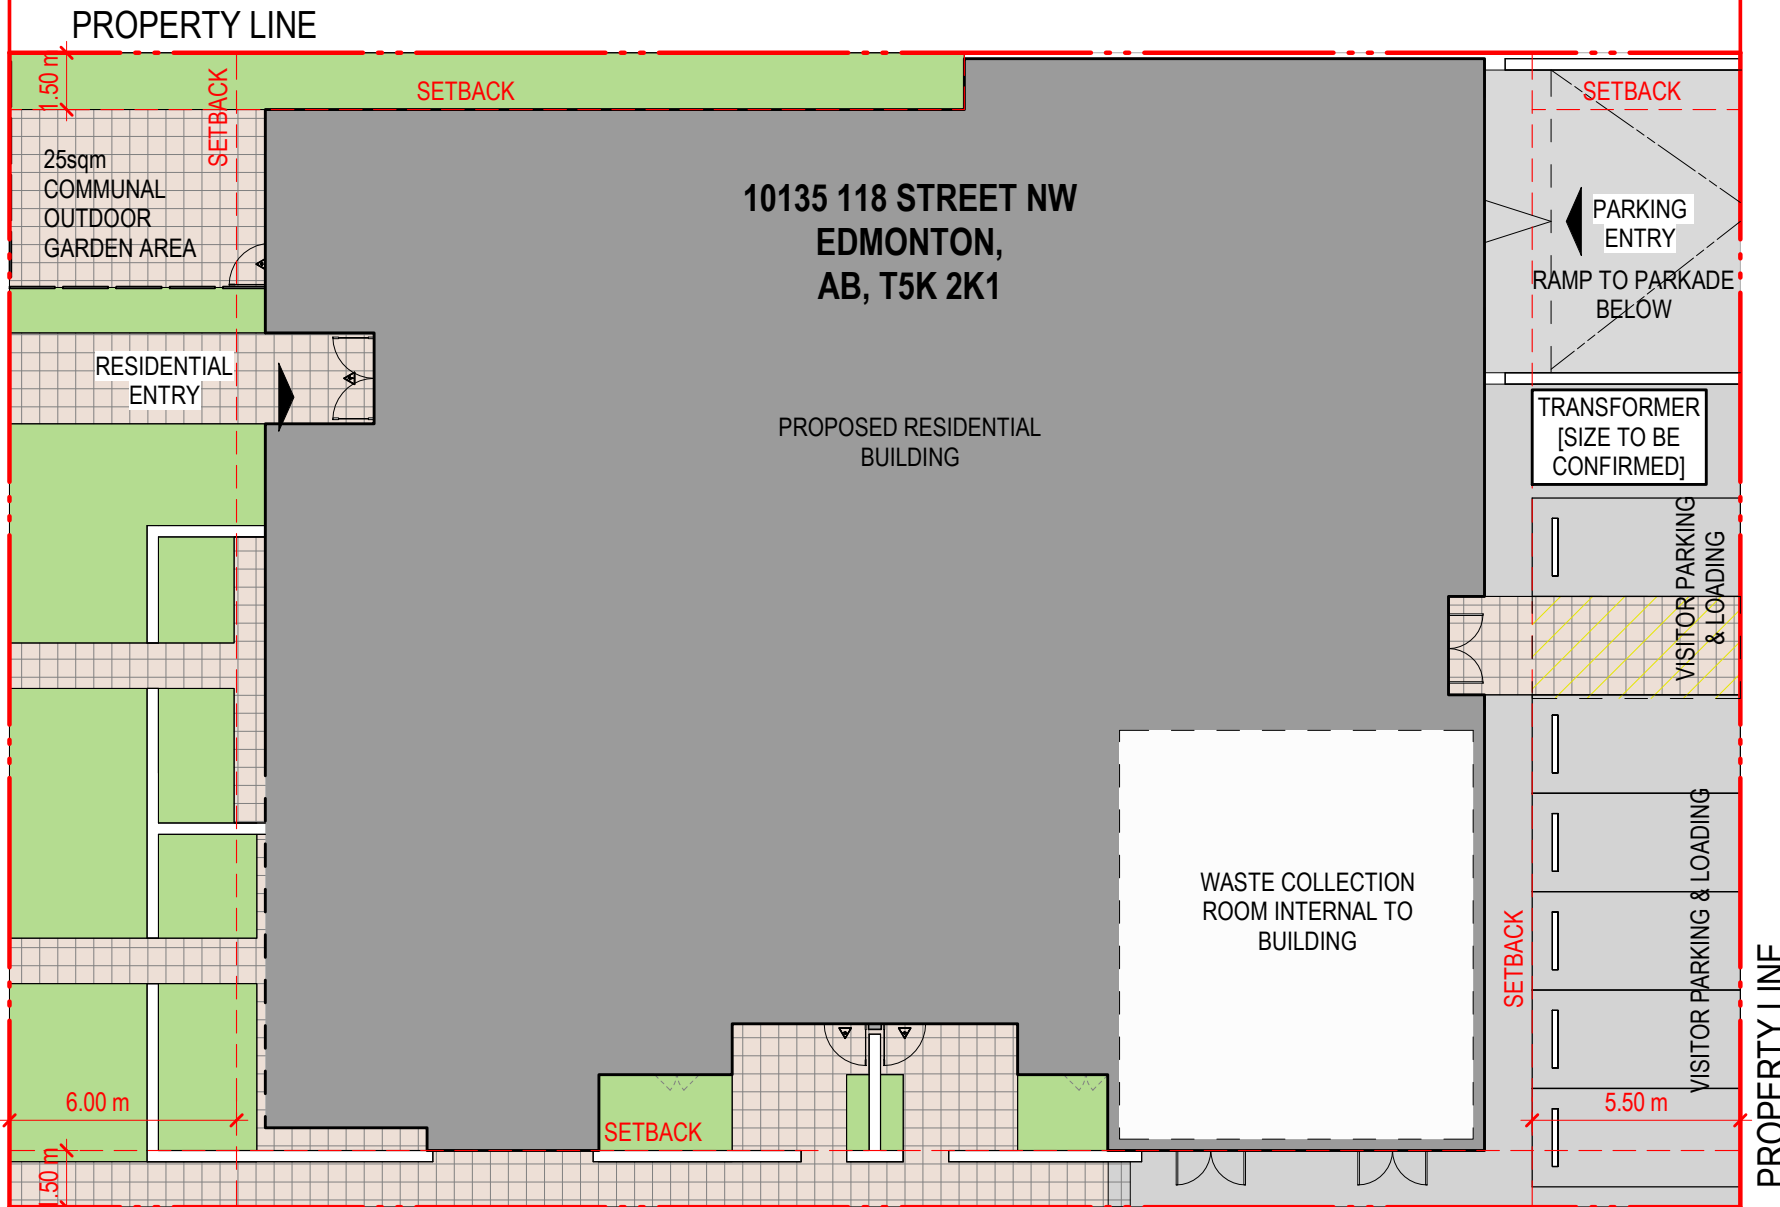 PROPERTY LINE
1.50 m
SETBACK
SETBACK
SETBACK
25sqm
COMMUNAL
OUTDOOR
GARDEN AREA
10135 118 STREET NW
EDMONTON,
AB, T5K 2K1
PARKING
ENTRY
RAMP TO PARKADE
BELOW
RESIDENTIAL
ENTRY
PROPOSED RESIDENTIAL
BUILDING
TRANSFORMER
[SIZE TO BE
CONFIRMED]
VISITOR PARKING
& LOADING
WASTE COLLECTION
ROOM INTERNAL TO
BUILDING
SETBACK
VISITOR PARKING & LOADING
PROPERTY LINE
6.00 m
SETBACK
5.50 m
1.50 m